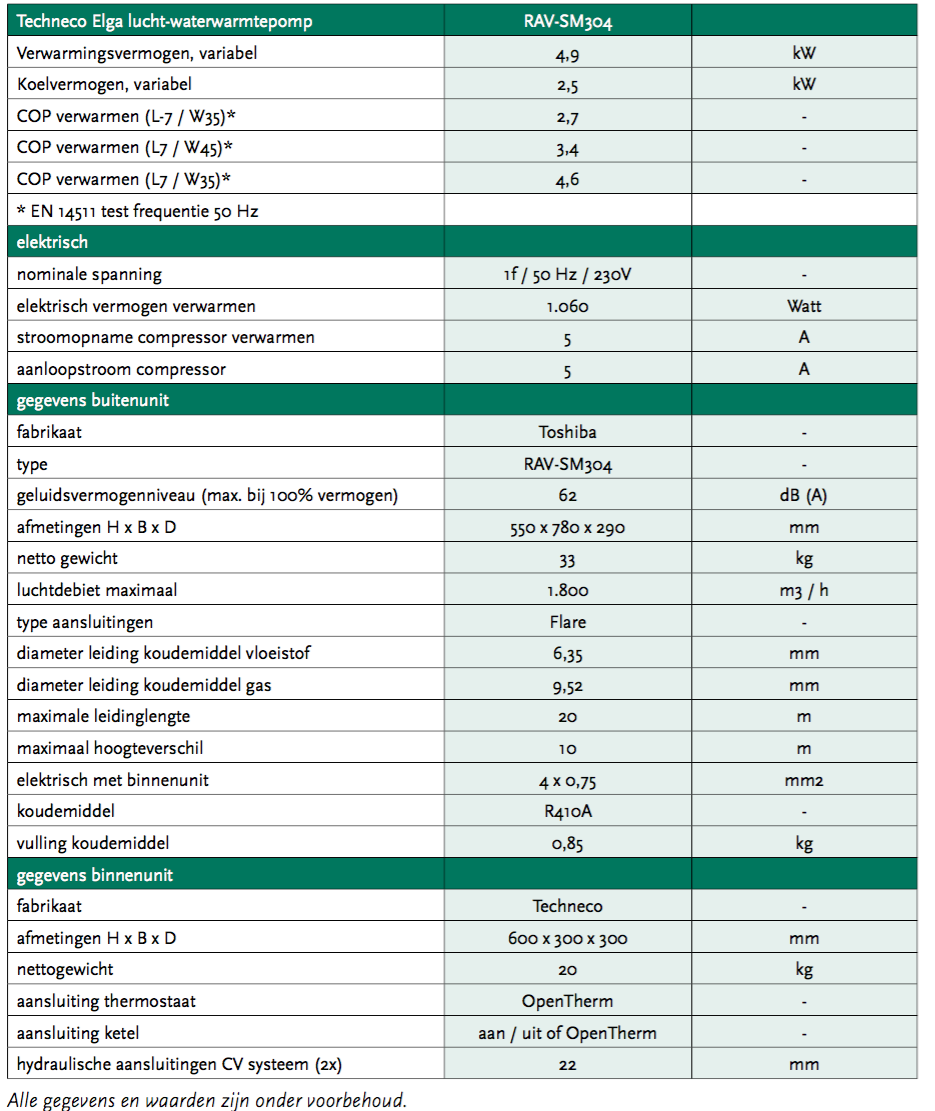 Techneco Elga lucht-waterwarmtepomp RAV-SM304
Verwarmingsvermogen, variabel 4,9 kW
Koelvermogen, variabel 2,5 kW
COP verwarmen (L-7 / W35)* 2,7 -
COP verwarmen (L7 / W45)* 3,4 -
COP verwarmen (L7 / W35)* 4,6 -
* EN 14511 test frequentie 50 Hz
elektrisch
nominale spanning 1f / 50 Hz / 230V -
elektrisch vermogen verwarmen 1.060 Watt
stroomopname compressor verwarmen 5 A
aanloopstroom compressor 5 A
gegevens buitenunit
fabrikaat Toshiba -
type RAV-SM304 -
geluidsvermogenniveau (max. bij 100% vermogen) 62 dB (A)
afmetingen H x B x D 550 x 780 x 290 mm
netto gewicht 33 kg
luchtdebiet maximaal 1.800 m3 / h
type aansluitingen Flare -
diameter leiding koudemiddel vloeistof 6,35 mm
diameter leiding koudemiddel gas 9,52 mm
maximale leidinglengte 20 m
maximaal hoogteverschil 10 m
elektrisch met binnenunit 4 x 0,75 mm2
koudemiddel R410A -
vulling koudemiddel 0,85 kg
gegevens binnenunit
fabrikaat Techneco -
afmetingen H x B x D 600 x 300 x 300 mm
nettogewicht 20 kg
aansluiting thermostaat OpenTherm -
aansluiting ketel aan / uit of OpenTherm -
hydraulische aansluitingen CV systeem (2x) 22 mm
Alle gegevens en waarden zijn onder voorbehoud.